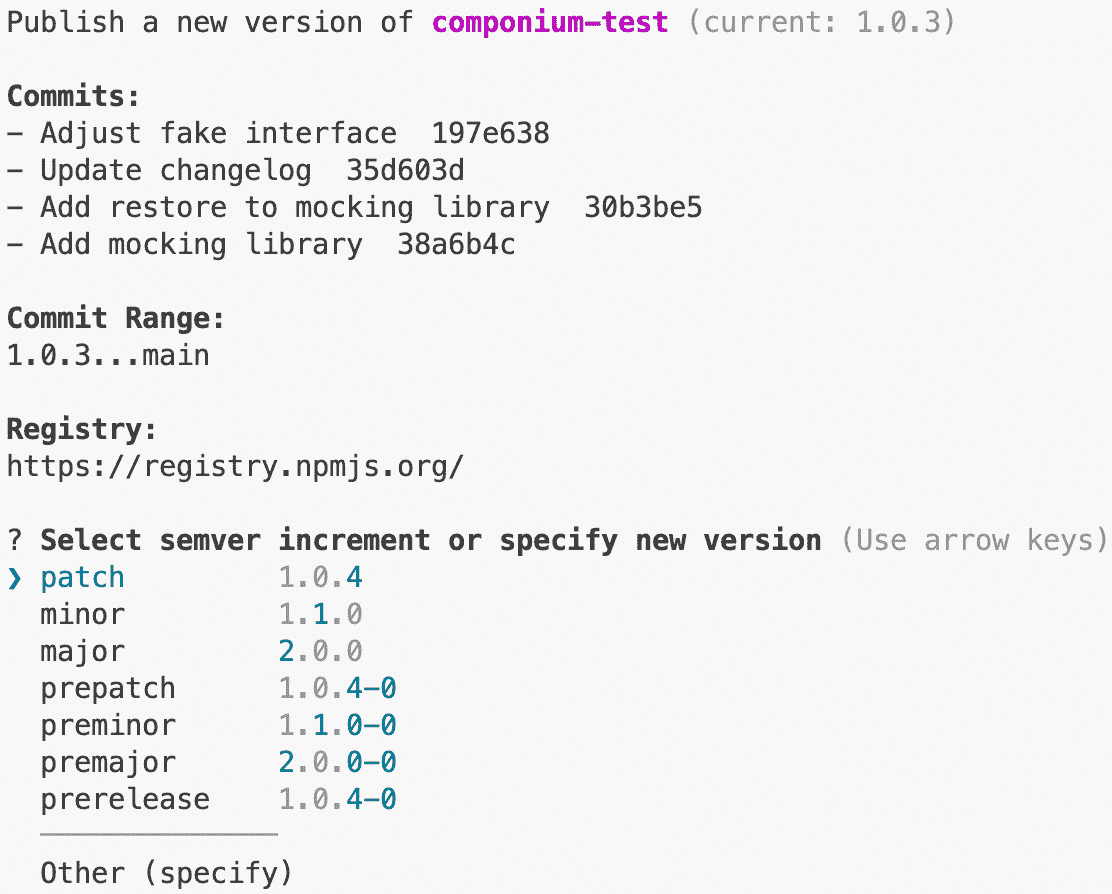 Publish a new version of componium-test (current: 1.0.3)
Commits:
- Adjust fake interface  197e638
- Update changelog  35d603d
- Add restore to mocking library  30b3be5
- Add mocking library  38a6b4c
Commit Range:
1.0.3...main
Registry:
https://registry.npmjs.org/
? Select semver increment or specify new version (Use arrow keys)
❯ patch         1.0.4
  minor         1.1.0
  major         2.0.0
  prepatch      1.0.4-0
  preminor      1.1.0-0
  premajor      2.0.0-0
  prerelease    1.0.4-0
  ──────────────
  Other (specify)